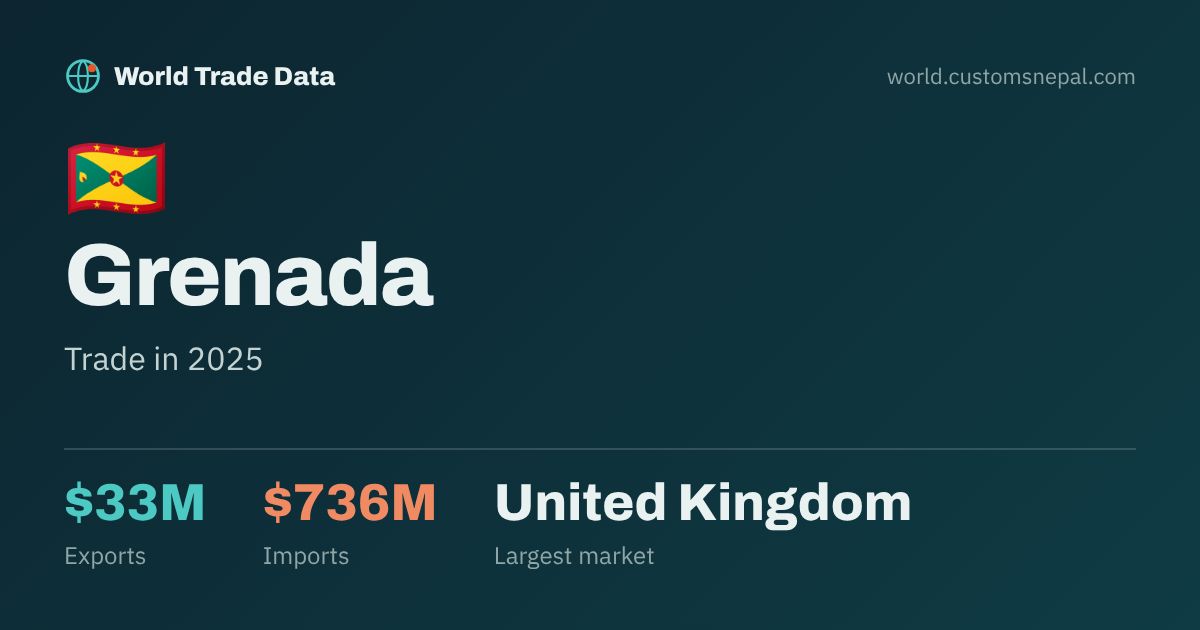 World Trade Data
world.customsnepal.com
Grenada
Trade in 2025
$33M
Exports
$736M
Imports
United Kingdom
Largest market